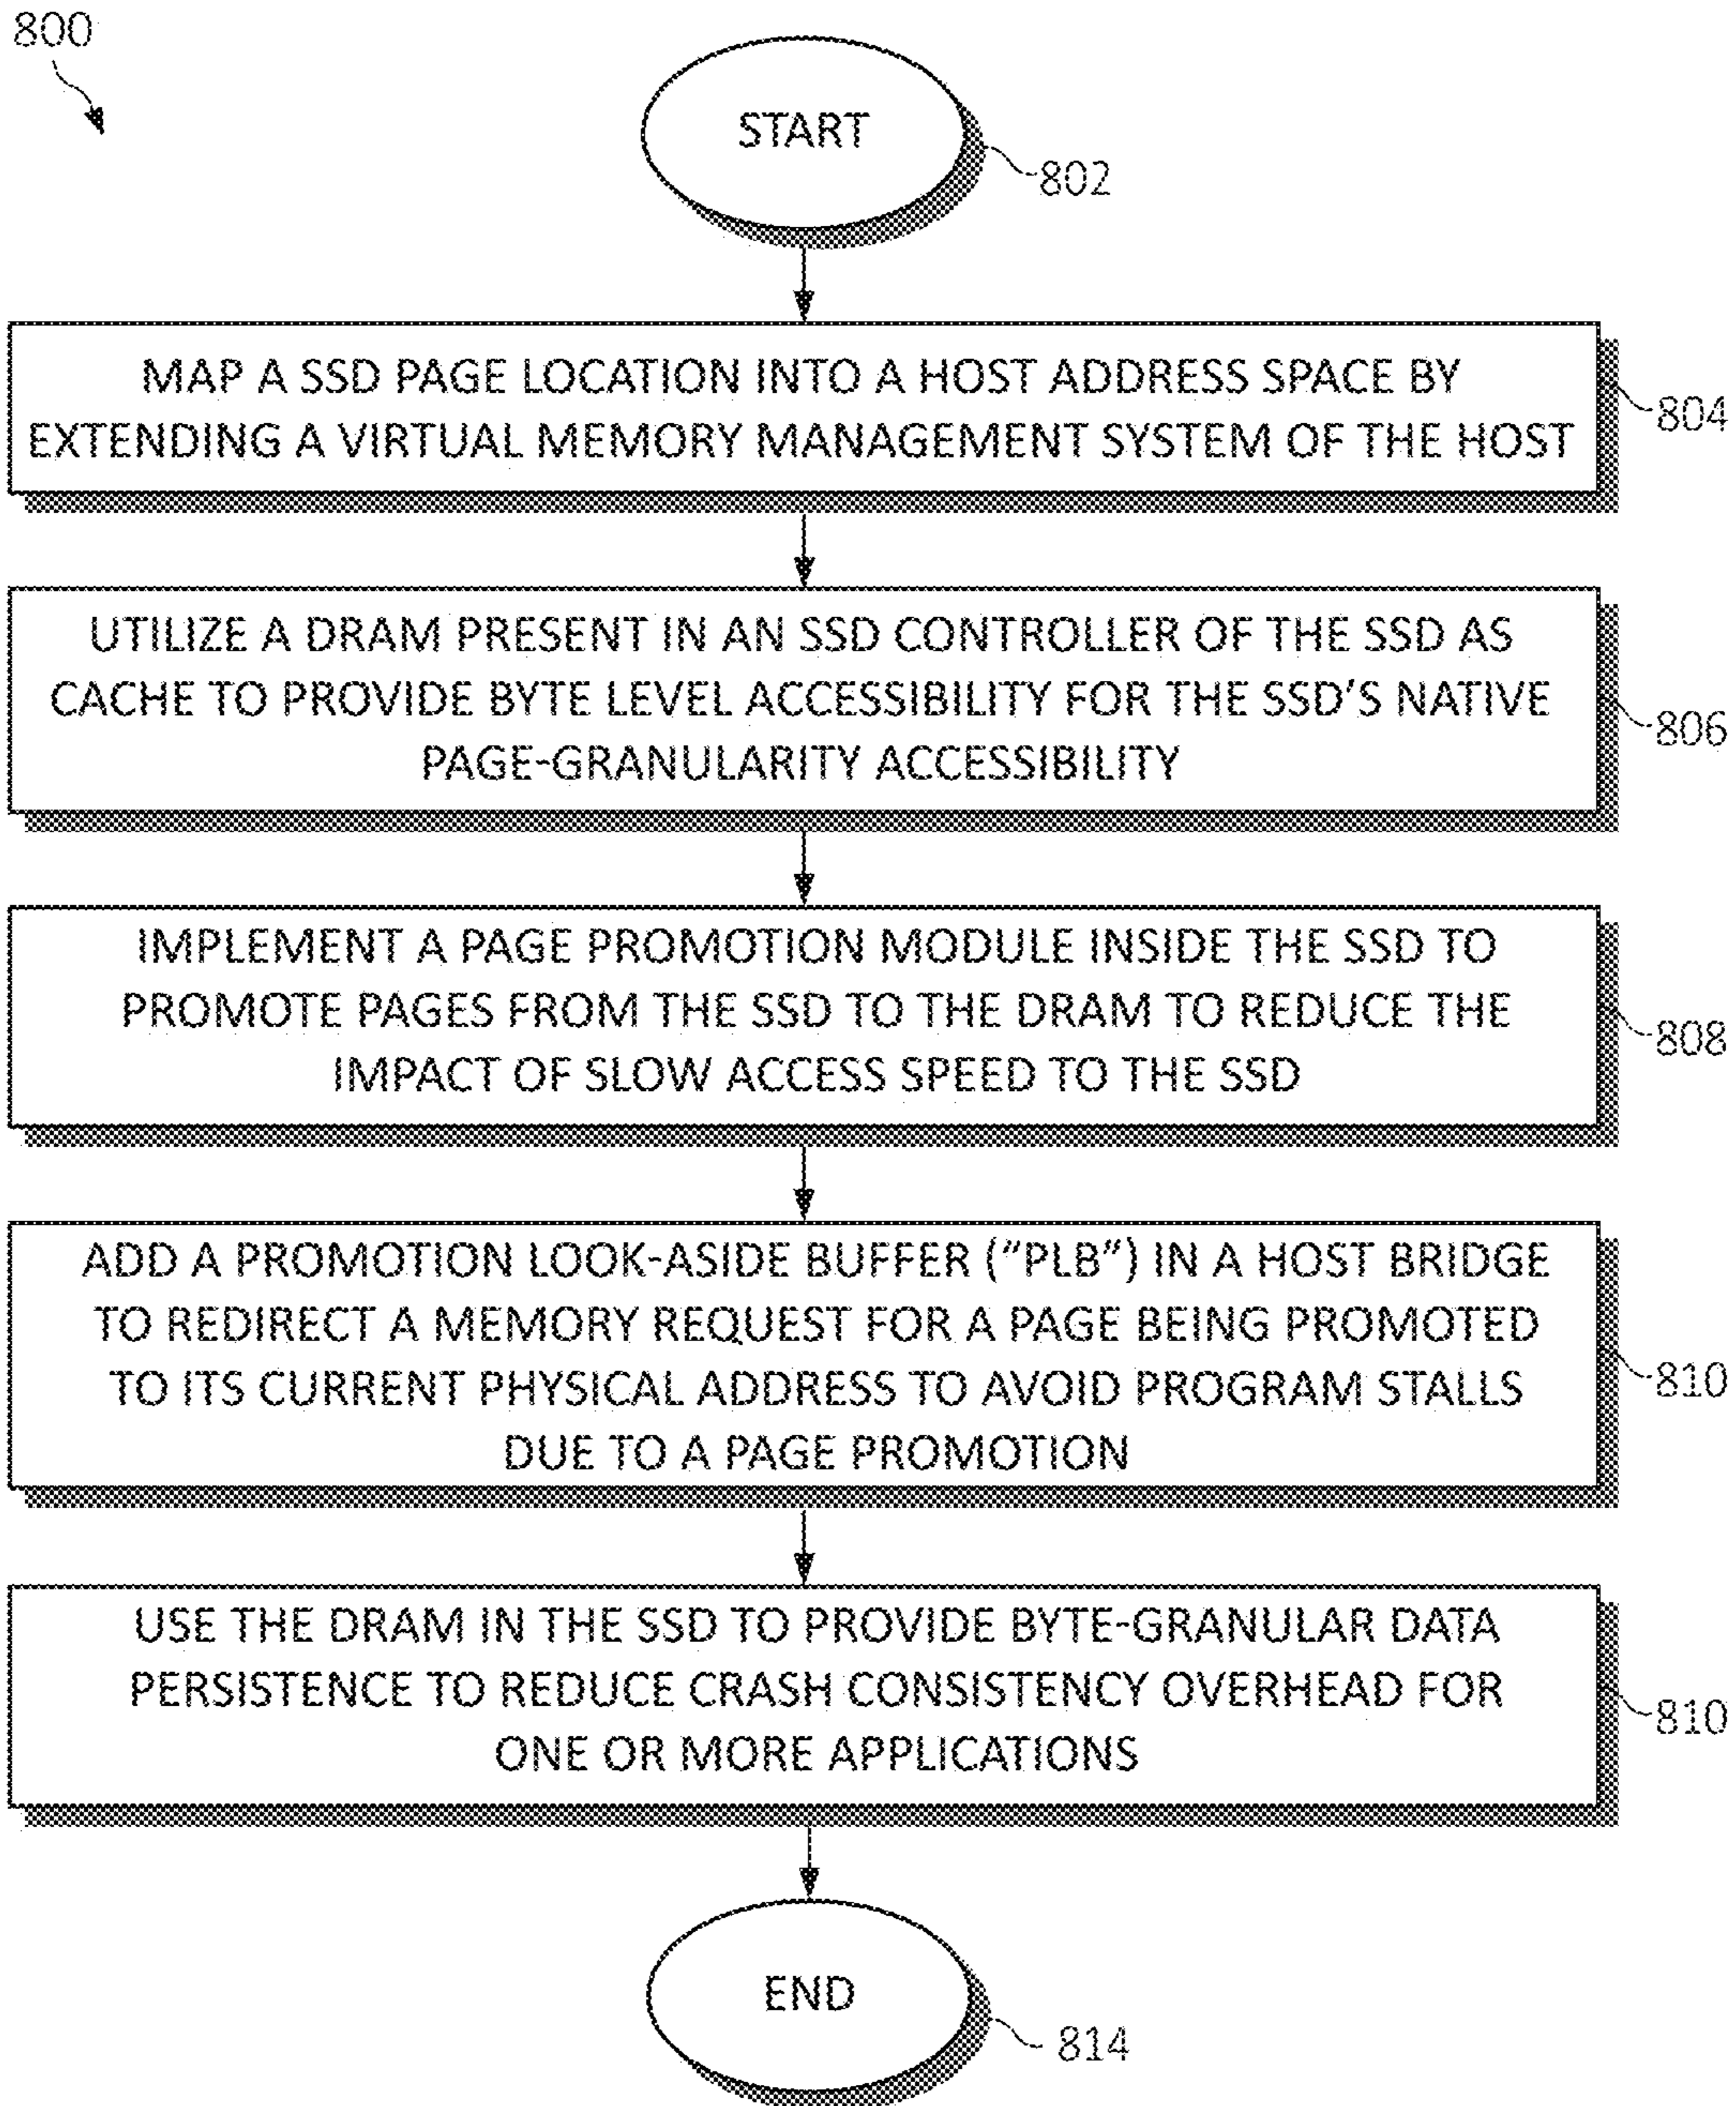 800
START
802
MAP A SSD PAGE LOCATION INTO A HOST ADDRESS SPACE BY
EXTENDING A VIRTUAL MEMORY MANAGEMENT SYSTEM OF THE HOST
804
UTILIZE A DRAM PRESENT IN AN SSD CONTROLLER OF THE SSD AS
CACHE TO PROVIDE BYTE LEVEL ACCESSIBILITY FOR THE SSD'S NATIVE
PAGE-GRANULARITY ACCESSIBILITY
806
IMPLEMENT A PAGE PROMOTION MODULE INSIDE THE SSD TO
PROMOTE PAGES FROM THE SSD TO THE DRAM TO REDUCE THE
IMPACT OF SLOW ACCESS SPEED TO THE SSD
808
ADD A PROMOTION LOOK-ASIDE BUFFER ("PLB") IN A HOST BRIDGE
TO REDIRECT A MEMORY REQUEST FOR A PAGE BEING PROMOTED
TO ITS CURRENT PHYSICAL ADDRESS TO AVOID PROGRAM STALLS
DUE TO A PAGE PROMOTION
810
USE THE DRAM IN THE SSD TO PROVIDE BYTE-GRANULAR DATA
PERSISTENCE TO REDUCE CRASH CONSISTENCY OVERHEAD FOR
ONE OR MORE APPLICATIONS
810
END
814